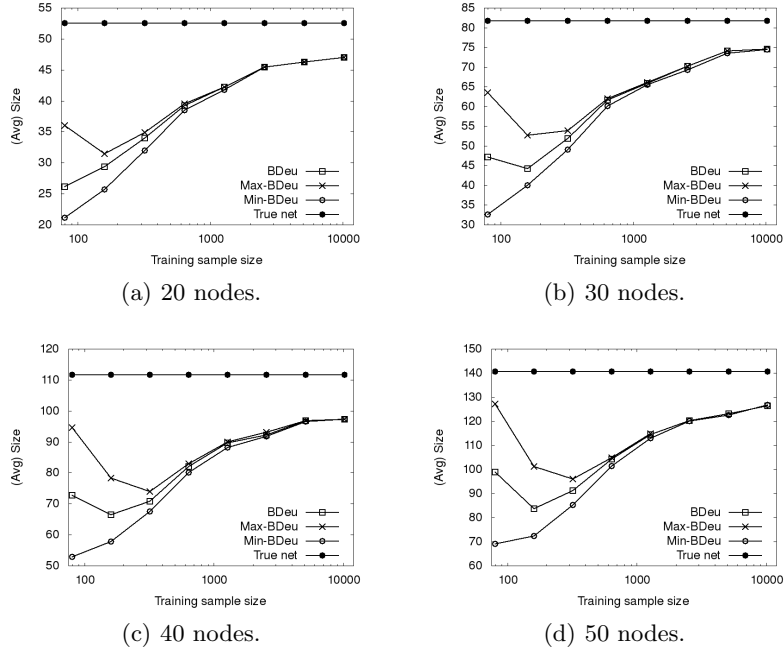 55
50
45
40
35
30
25
20
(Avg) Size
100
1000
10000
Training sample size
BDeu
Max-BDeu
Min-BDeu
True net
(a) 20 nodes.
85
80
75
70
65
60
55
50
45
40
35
30
(Avg) Size
100
1000
10000
Training sample size
BDeu
Max-BDeu
Min-BDeu
True net
(b) 30 nodes.
120
110
100
90
80
70
60
50
(Avg) Size
100
1000
10000
Training sample size
BDeu
Max-BDeu
Min-BDeu
True net
(c) 40 nodes.
150
140
130
120
110
100
90
80
70
60
(Avg) Size
100
1000
10000
Training sample size
BDeu
Max-BDeu
Min-BDeu
True net
(d) 50 nodes.